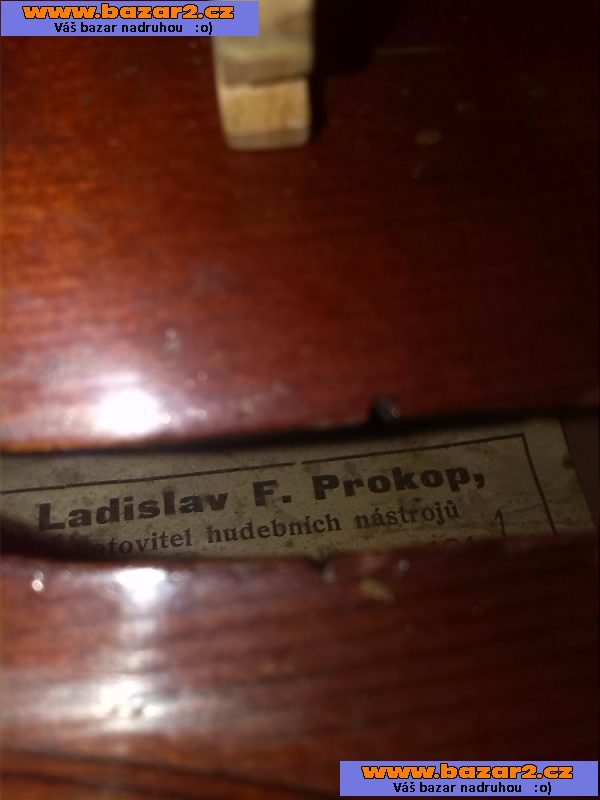 www.bazar2.cz
Váš bazar nadruhou :o)
Ladislav F. Prokop,
hudebních nástrojů
www.bazar2.cz
Váš bazar nadruhou :o)